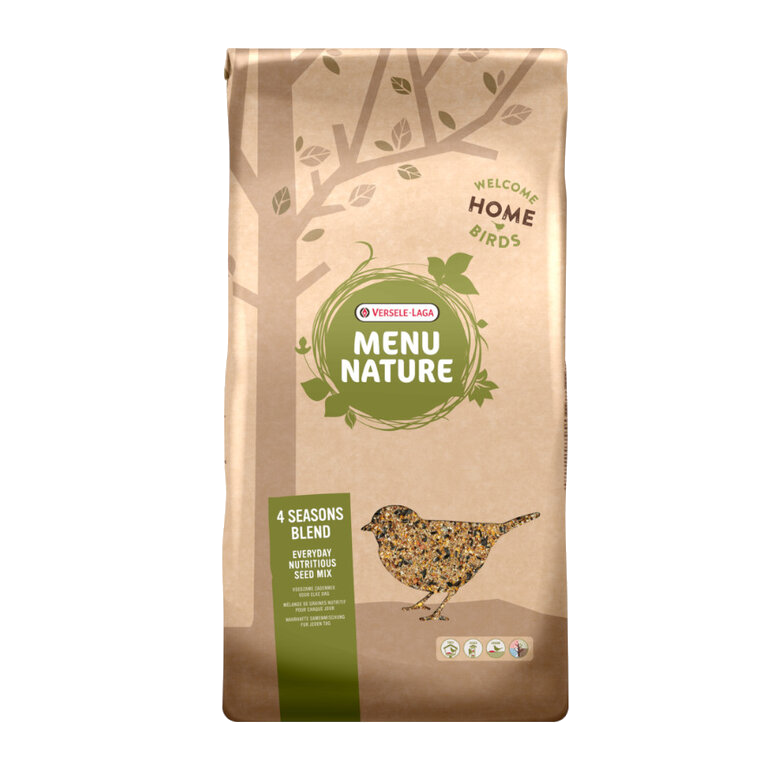 WELCOME
HOME
BIRDS
VERSELE-LAGA
MENU
NATURE
4 SEASONS
BLEND
EVERYDAY
NUTRITIOUS
SEED MIX
VOEDZAME ZADENMIX
VOOR ELKE DAG
MÉLANGE DE GRAINES NUTRITIF
POUR CHAQUE JOUR
NAHRHAFTE SAMENMISCHUNG
FÜR JEDEN TAG